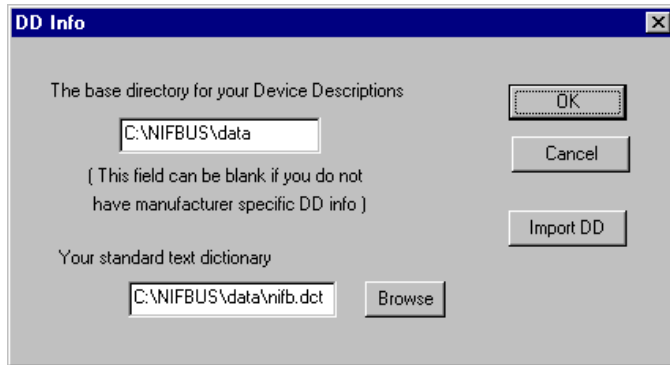 DD Info
The base directory for your Device Descriptions
C:\NIFBUS\data
( This field can be blank if you do not
have manufacturer specific DD info )
Your standard text dictionary
C:\NIFBUS\data\nifb.dct
Browse
OK
Cancel
Import DD